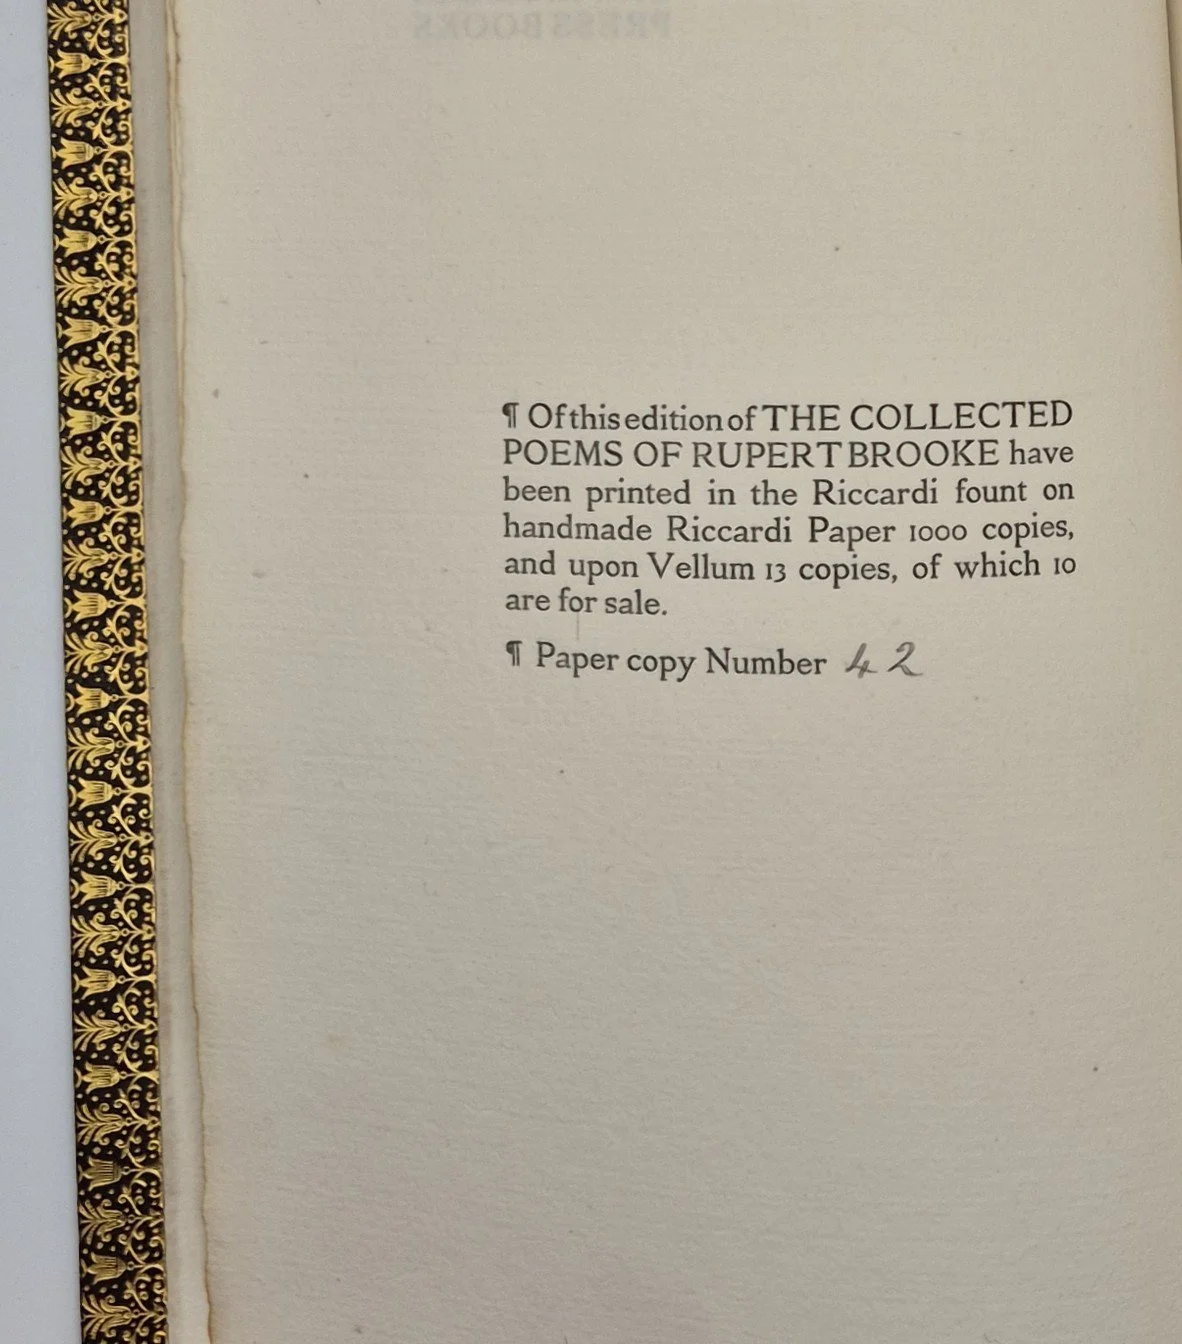 PRESS BOOKS
¶ Of this edition of THE COLLECTED
POEMS OF RUPERT BROOKE have
been printed in the Riccardi fount on
handmade Riccardi Paper 1000 copies,
and upon Vellum 13 copies, of which 10
are for sale.
¶ Paper copy Number 42